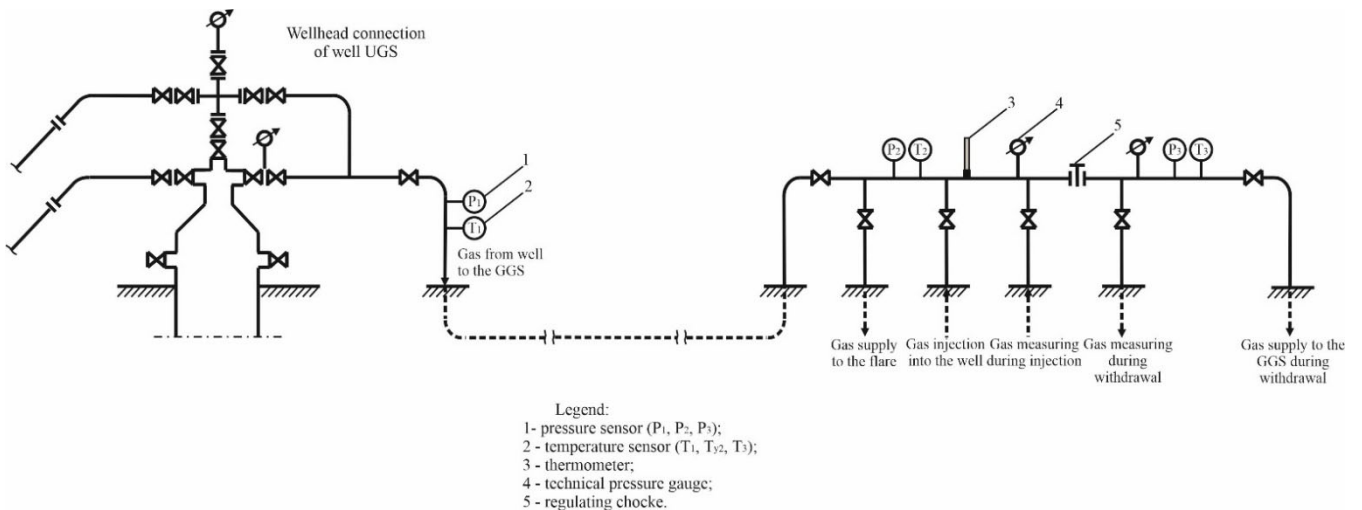 Wellhead connection
of well UGS
1
2
P₁
T₁
Gas from well
to the GGS
3
4
5
P₂
T₂
P₃
T₃
Gas supply
to the flare
Gas injection
into the well
Gas measuring
during injection
Gas measuring
during
withdrawal
Gas supply to the
GGS during
withdrawal
Legend:
1- pressure sensor (P₁, P₂, P₃);
2 - temperature sensor (T₁, Tу₂, T₃);
3 - thermometer;
4 - technical pressure gauge;
5 - regulating chocke.